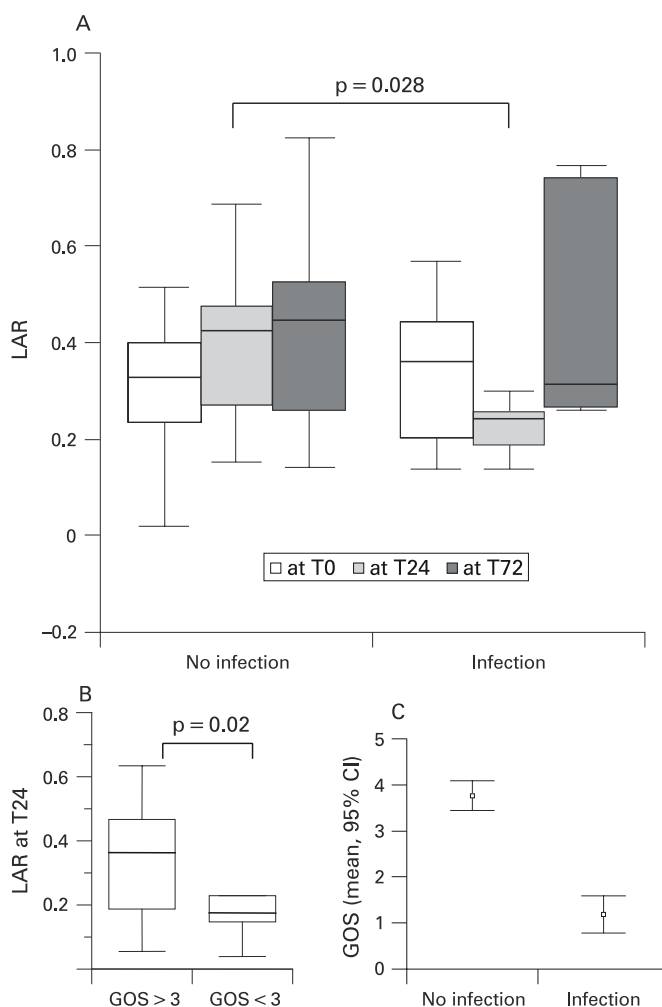 A
1.0
p = 0.028
0.8
0.6
LAR
0.4
0.2
0
at T0 at T24 at T72
–0.2
No infection Infection
B
0.8
p = 0.02
0.6
LAR at T24
0.4
0.2
GOS > 3 GOS < 3
C
5
4
GOS (mean, 95% CI)
3
2
1
0
No infection Infection